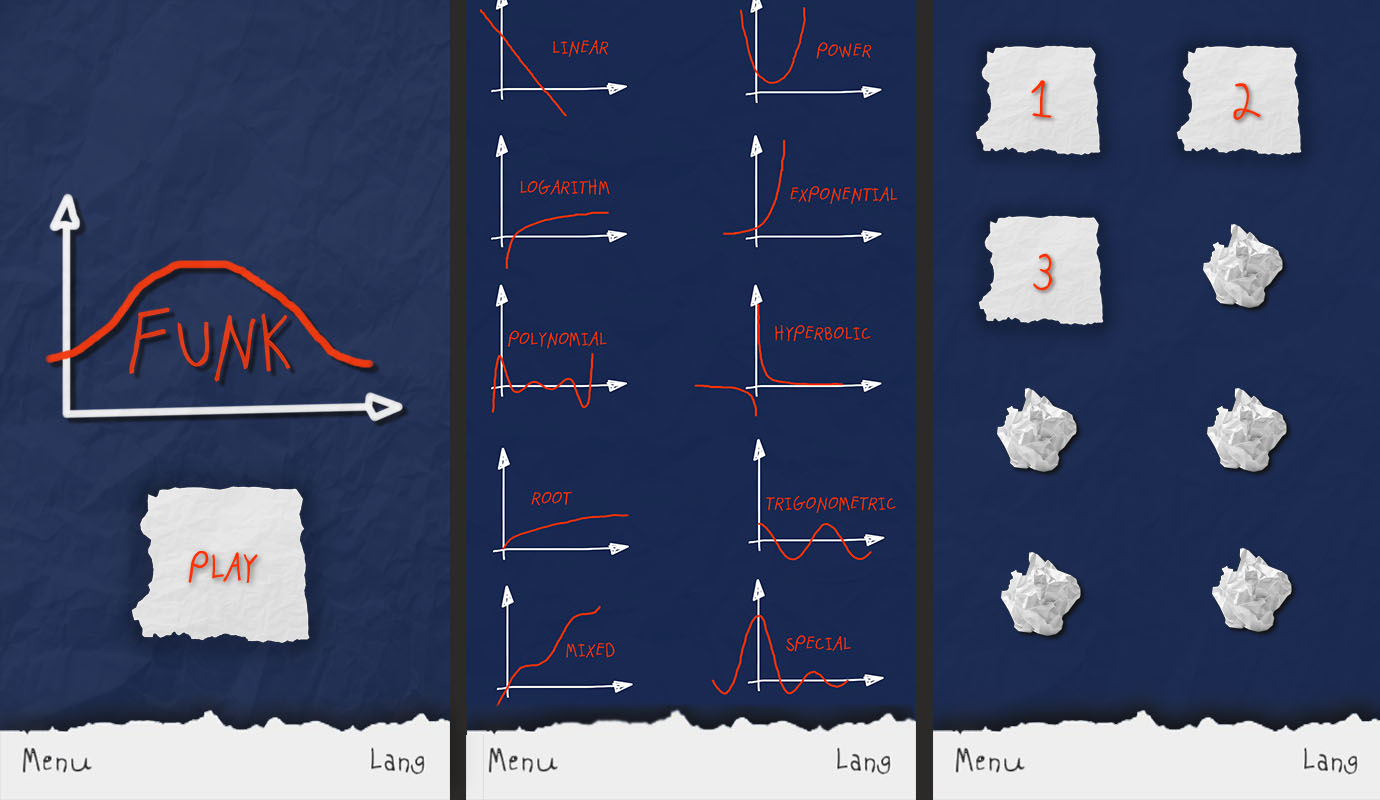 FUNK
PLAY
Menu Lang
LINEAR
POWER
LOGARITHM
EXPONENTIAL
POLYNOMIAL
HYPERBOLIC
ROOT
TRIGONOMETRIC
MIXED
SPECIAL
Menu Lang
1 2
3
Menu Lang